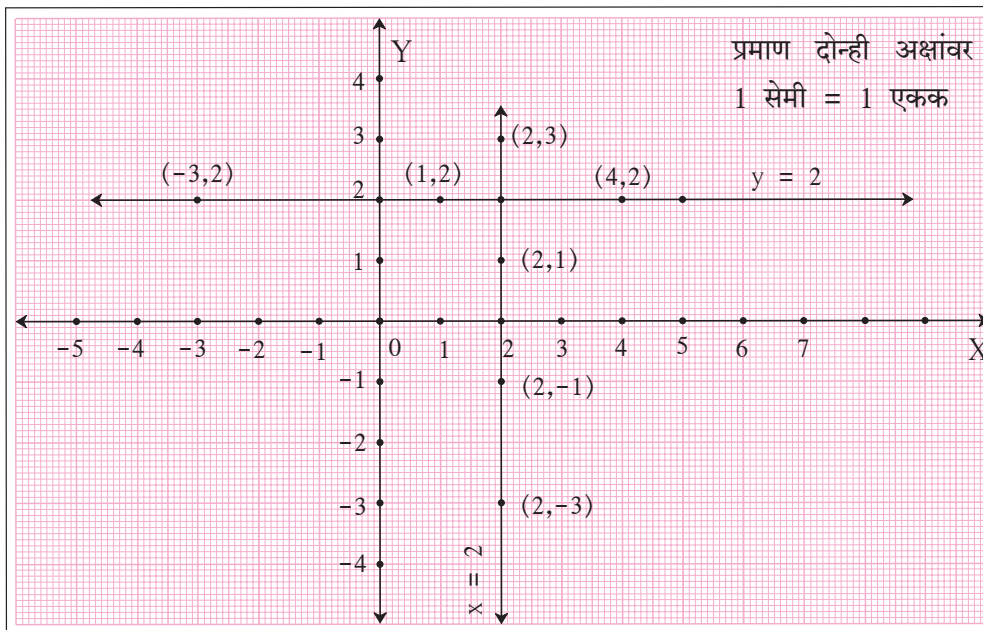 Y
प्रमाण दोन्ही अक्षांवर
1 सेमी = 1 एकक
4
3
(2,3)
(-3,2)
(1,2)
(4,2)
y = 2
2
1
(2,1)
-5 -4 -3 -2 -1 0 1 2 3 4 5 6 7 X
-1
(2,-1)
-2
-3
(2,-3)
-4
x = 2